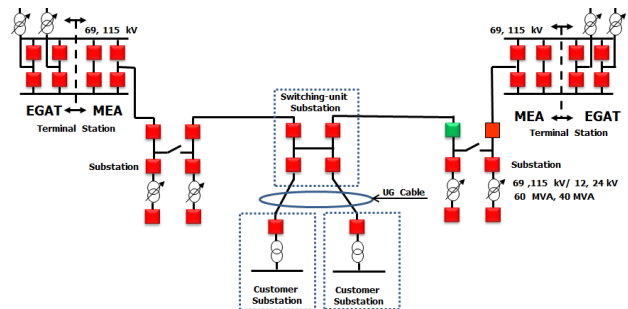 69, 115 kV
EGAT
MEA
Terminal Station
Substation
Switching-unit
Substation
UG Cable
Customer
Substation
Customer
Substation
69, 115 kV
MEA
EGAT
Terminal Station
Substation
69 ,115 kV/ 12, 24 kV
60 MVA, 40 MVA